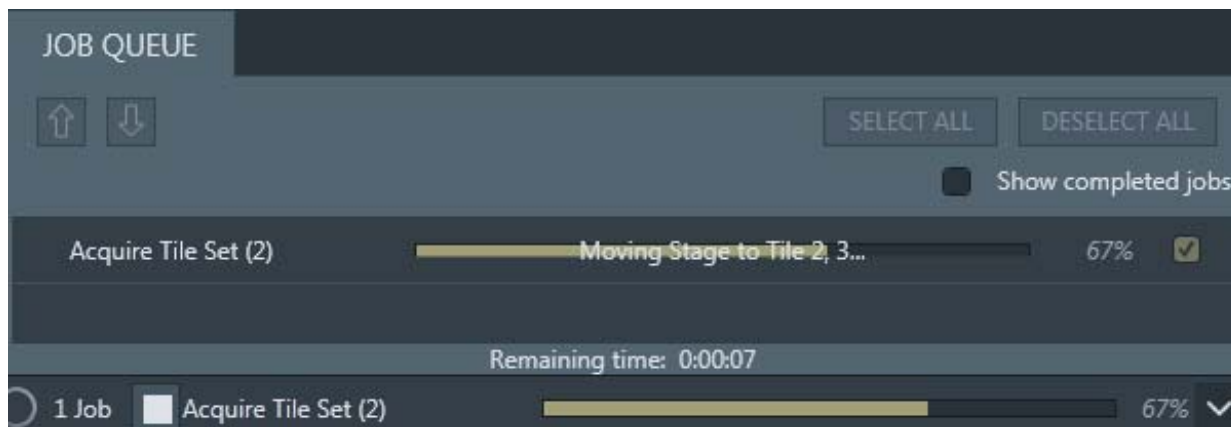 JOB QUEUE
SELECT ALL DESELECT ALL
Show completed jobs
Acquire Tile Set (2) Moving Stage to Tile 2, 3... 67%
Remaining time: 0:00:07
1 Job Acquire Tile Set (2) 67%